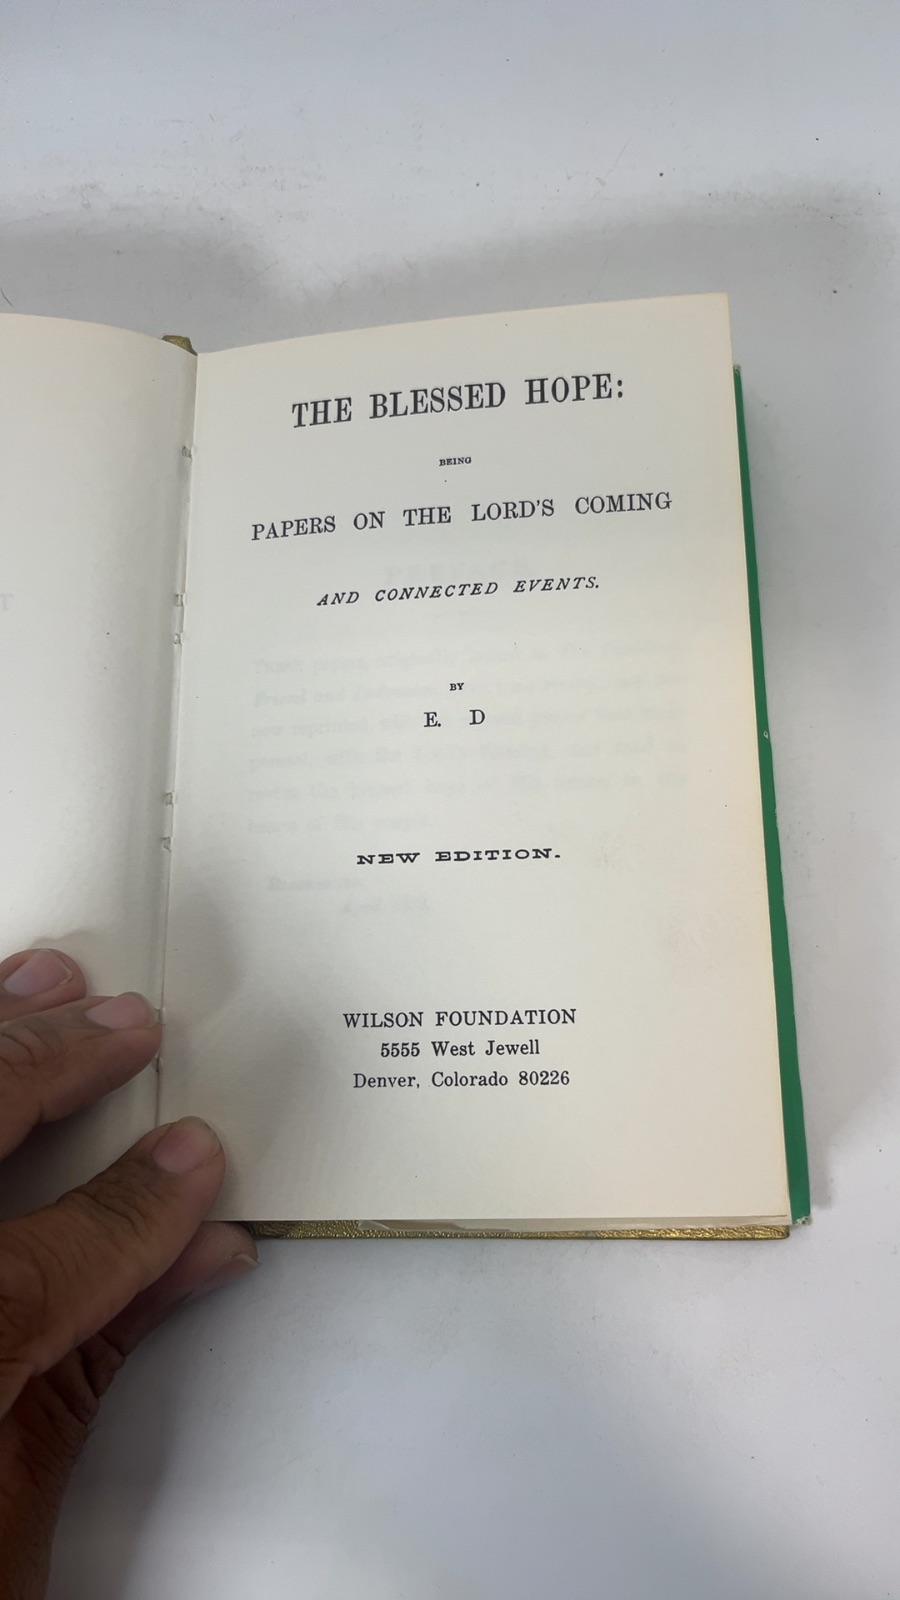 THE BLESSED HOPE:
BEING
PAPERS ON THE LORD'S COMING
AND CONNECTED EVENTS.
BY
E. D
NEW EDITION.
WILSON FOUNDATION
5555 West Jewell
Denver, Colorado 80226